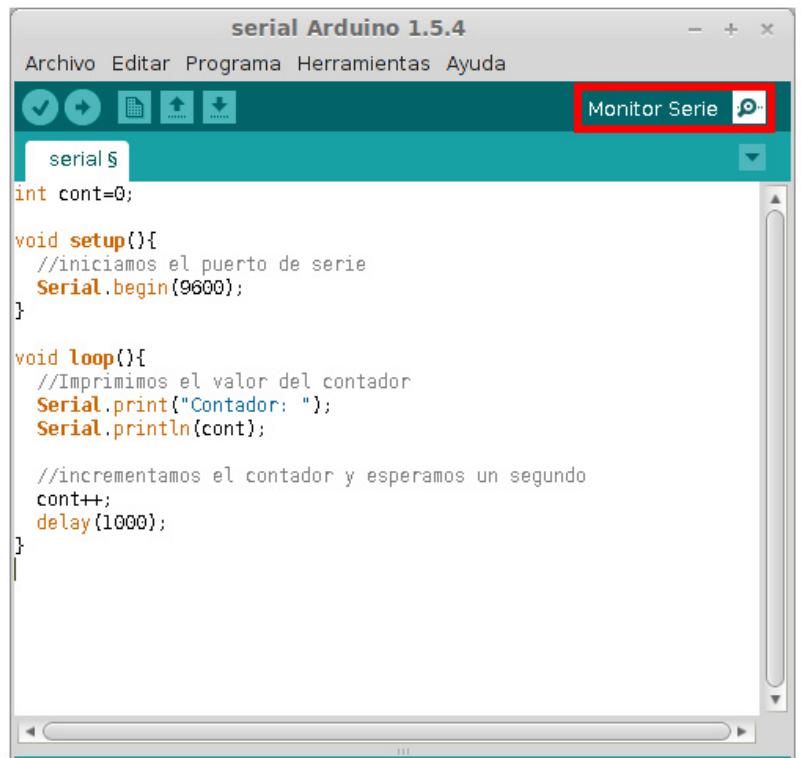 serial Arduino 1.5.4
Archivo Editar Programa Herramientas Ayuda
Monitor Serie
serial §
int cont=0;
void setup(){
//iniciamos el puerto de serie
Serial.begin(9600);
}
void loop(){
//Imprimimos el valor del contador
Serial.print("Contador: ");
Serial.println(cont);
//incrementamos el contador y esperamos un segundo
cont++;
delay(1000);
}